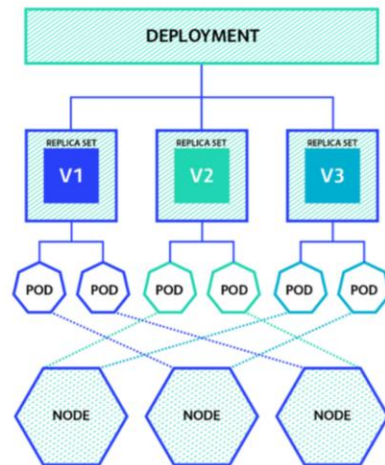 DEPLOYMENT
REPLICA SET REPLICA SET REPLICA SET
V1 V2 V3
POD POD POD POD POD POD
NODE NODE NODE